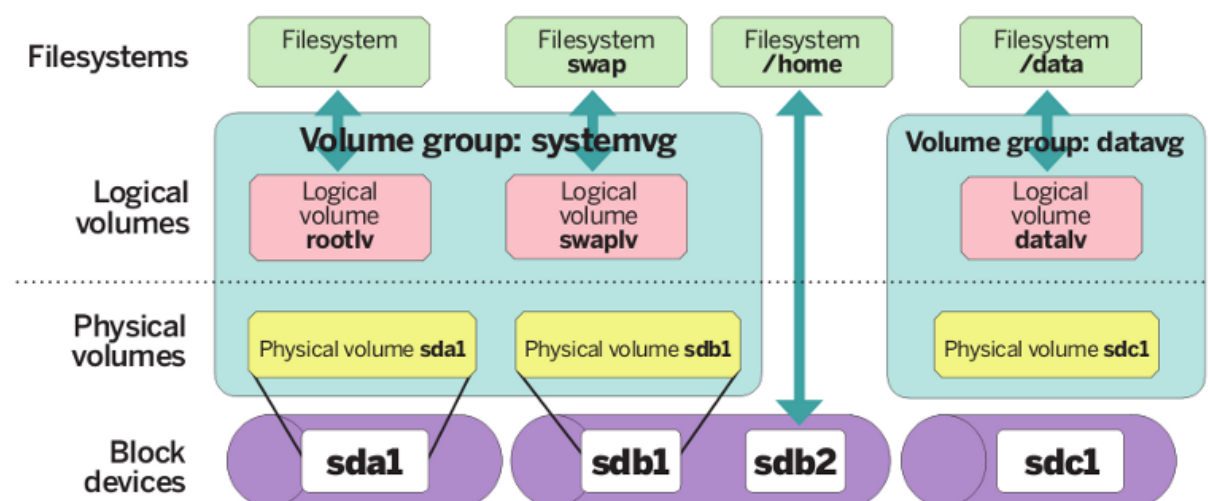 Filesystems
Filesystem
/
Filesystem
swap
Filesystem
/home
Filesystem
/data
Volume group: systemvg
Volume group: datavg
Logical
volumes
Logical
volume
rootlv
Logical
volume
swaplv
Logical
volume
datalv
Physical
volumes
Physical volume sda1
Physical volume sdb1
Physical volume sdc1
Block
devices
sda1
sdb1
sdb2
sdc1